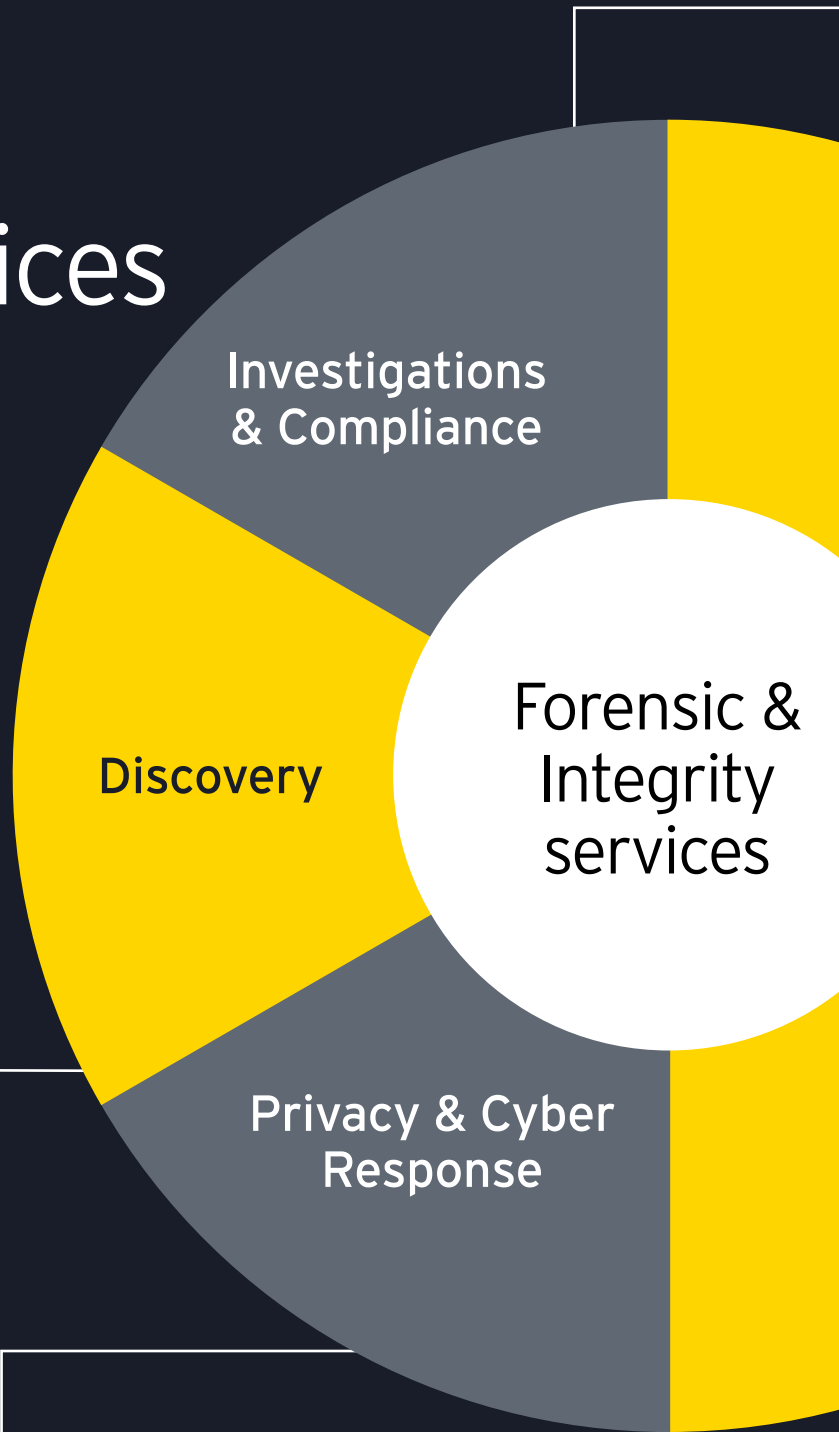 ices
Investigations
& Compliance
Discovery
Forensic &
Integrity
services
Privacy & Cyber
Response